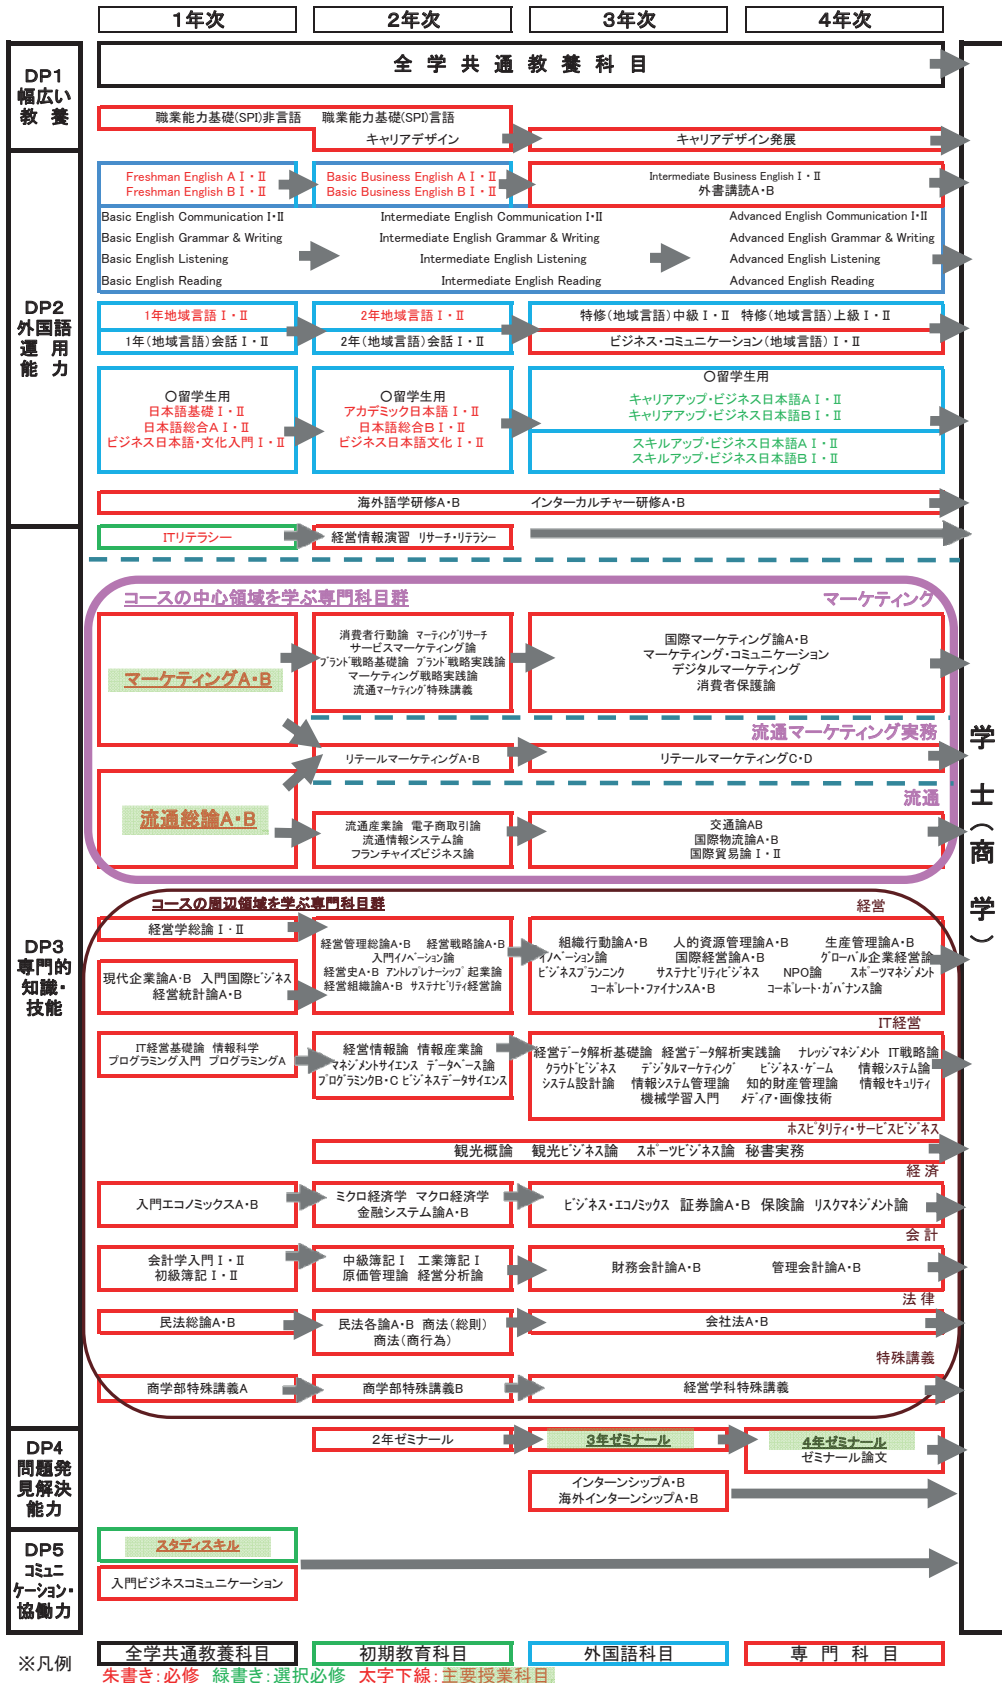 1年次 2年次 3年次 4年次
DP1
幅広い
教 養
全 学 共 通 教 養 科 目
職業能力基礎(SPI)非言語 職業能力基礎(SPI)言語
キャリアデザイン キャリアデザイン発展
DP2
外国語
運 用
能 力
Freshman English A Ⅰ・Ⅱ
Freshman English B Ⅰ・Ⅱ
Basic Business English A Ⅰ・Ⅱ
Basic Business English B Ⅰ・Ⅱ
Intermediate Business English Ⅰ・Ⅱ
外書講読A・B
Basic English Communication Ⅰ・Ⅱ Intermediate English Communication Ⅰ・Ⅱ Advanced English Communication Ⅰ・Ⅱ
Basic English Grammar & Writing Intermediate English Grammar & Writing Advanced English Grammar & Writing
Basic English Listening Intermediate English Listening Advanced English Listening
Basic English Reading Intermediate English Reading Advanced English Reading
1年地域言語Ⅰ・Ⅱ 2年地域言語Ⅰ・Ⅱ 特修(地域言語)中級Ⅰ・Ⅱ 特修(地域言語)上級Ⅰ・Ⅱ
1年(地域言語)会話Ⅰ・Ⅱ 2年(地域言語)会話Ⅰ・Ⅱ ビジネス・コミュニケーション(地域言語)Ⅰ・Ⅱ
○留学生用
日本語基礎Ⅰ・Ⅱ
日本語総合AⅠ・Ⅱ
ビジネス日本語・文化入門Ⅰ・Ⅱ
○留学生用
アカデミック日本語Ⅰ・Ⅱ
日本語総合BⅠ・Ⅱ
ビジネス日本語文化Ⅰ・Ⅱ
○留学生用
キャリアアップ・ビジネス日本語AⅠ・Ⅱ
キャリアアップ・ビジネス日本語BⅠ・Ⅱ
スキルアップ・ビジネス日本語AⅠ・Ⅱ
スキルアップ・ビジネス日本語BⅠ・Ⅱ
海外語学研修A・B インターカルチャー研修A・B
DP3
専門的
知識・
技能
ITリテラシー 経営情報演習 リサーチ・リテラシー
コースの中心領域を学ぶ専門科目群 マーケティング
マーケティングA・B
消費者行動論 マーティングリサーチ
サービスマーケティング論
ブランド戦略基礎論 ブランド戦略実践論
マーケティング戦略実践論
流通マーケティング特殊講義
国際マーケティング論A・B
マーケティング・コミュニケーション
デジタルマーケティング
消費者保護論
流通マーケティング実務
リテールマーケティングA・B リテールマーケティングC・D
流通
流通総論A・B
流通産業論 電子商取引論
流通情報システム論
フランチャイズビジネス論
交通論AB
国際物流論A・B
国際貿易論Ⅰ・Ⅱ
コースの周辺領域を学ぶ専門科目群 経営
経営学総論Ⅰ・Ⅱ
現代企業論A・B 入門国際ビジネス
経営統計論A・B
経営管理総論A・B 経営戦略論A・B
入門イノベーション論
経営史A・B アントレプレナーシップ 起業論
経営組織論A・B サステナビリティ経営論
組織行動論A・B 人的資源管理論A・B 生産管理論A・B
イノベーション論 国際経営論A・B グローバル企業経営論
ビジネスプランニンク サステナビリティビジネス NPO論 スポーツマネジメント
コーポレート・ファイナンスA・B コーポレート・ガバナンス論
IT経営
IT経営基礎論 情報科学
プログラミング入門 プログラミングA
経営情報論 情報産業論
マネジメントサイエンス データベース論
プログラミンクB・C ビジネスデータサイエンス
経営データ解析基礎論 経営データ解析実践論 ナレッジマネジメント IT戦略論
クラウドビジネス デジタルマーケティング ビジネス・ゲーム 情報システム論
システム設計論 情報システム管理論 知的財産管理論 情報セキュリティ
機械学習入門 メディア・画像技術
ホスピタリティ・サービスビジネス
観光概論 観光ビジネス論 スポーツビジネス論 秘書実務
経 済
入門エコノミックスA・B
ミクロ経済学 マクロ経済学
金融システム論A・B
ビジネス・エコノミックス 証券論A・B 保険論 リスクマネジメント論
会 計
会計学入門Ⅰ・Ⅱ
初級簿記Ⅰ・Ⅱ
中級簿記Ⅰ 工業簿記Ⅰ
原価管理論 経営分析論
財務会計論A・B 管理会計論A・B
法 律
民法総論A・B
民法各論A・B 商法(総則)
商法(商行為)
会社法A・B
特殊講義
商学部特殊講義A 商学部特殊講義B 経営学科特殊講義
DP4
問題発
見解決
能力
2年ゼミナール 3年ゼミナール 4年ゼミナール
ゼミナール論文
インターンシップA・B
海外インターンシップA・B
DP5
コミュニ
ケーション・
協働力
スタディスキル
入門ビジネスコミュニケーション
学
士
(
商
学
)
※凡例 全学共通教養科目 初期教育科目 外国語科目 専 門 科 目
朱書き:必修 緑書き:選択必修 太字下線:主要授業科目